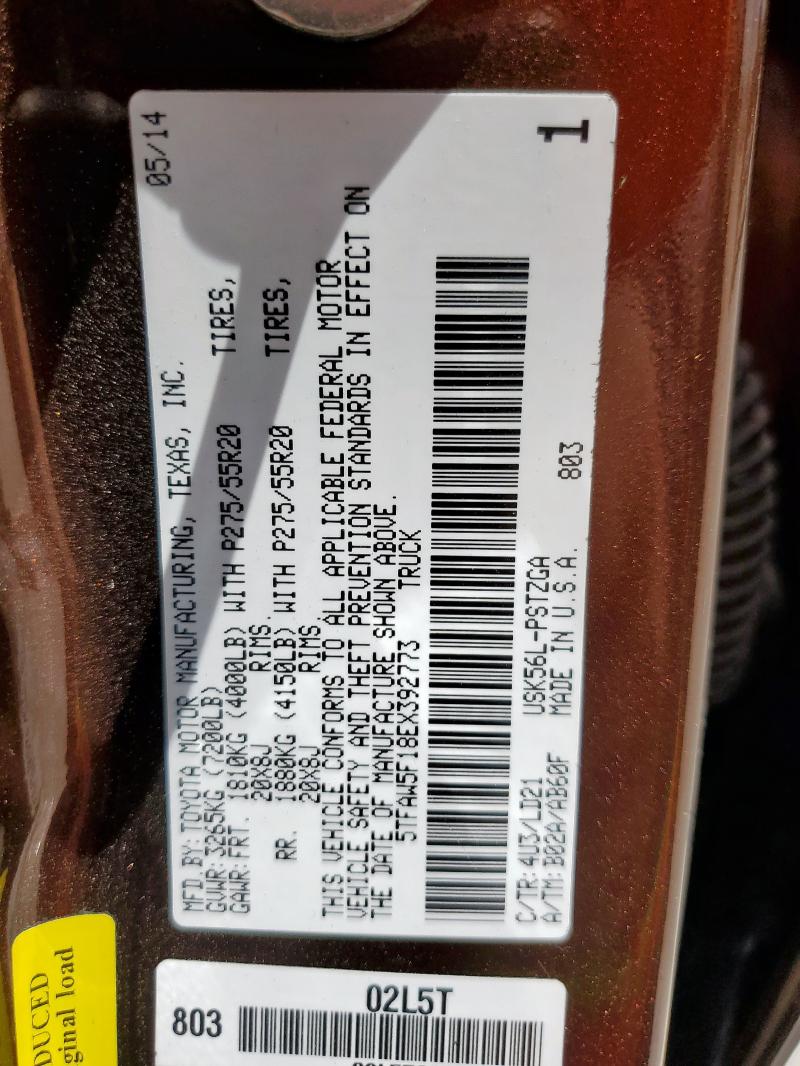 MFD.BY:TOYOTA MOTOR MANUFACTURING, TEXAS, INC. 05/14
GVWR:3265KG (7200LB)
GAWR:FRT. 1810KG (4000LB) WITH P275/55R20 TIRES,
20X8J RIMS.
RR. 1880KG (4150LB) WITH P275/55R20 TIRES,
20X8J RIMS.
THIS VEHICLE CONFORMS TO ALL APPLICABLE FEDERAL MOTOR
VEHICLE SAFETY AND THEFT PREVENTION STANDARDS IN EFFECT ON
THE DATE OF MANUFACTURE SHOWN ABOVE.
5TFAW5F18EX392773 TRUCK
1
C/TR:4U3/LD21 USK56L-PSTZGA 803
A/TM:B02A/AB60F MADE IN U.S.A.
DUCED
ginal load
02L5T
803